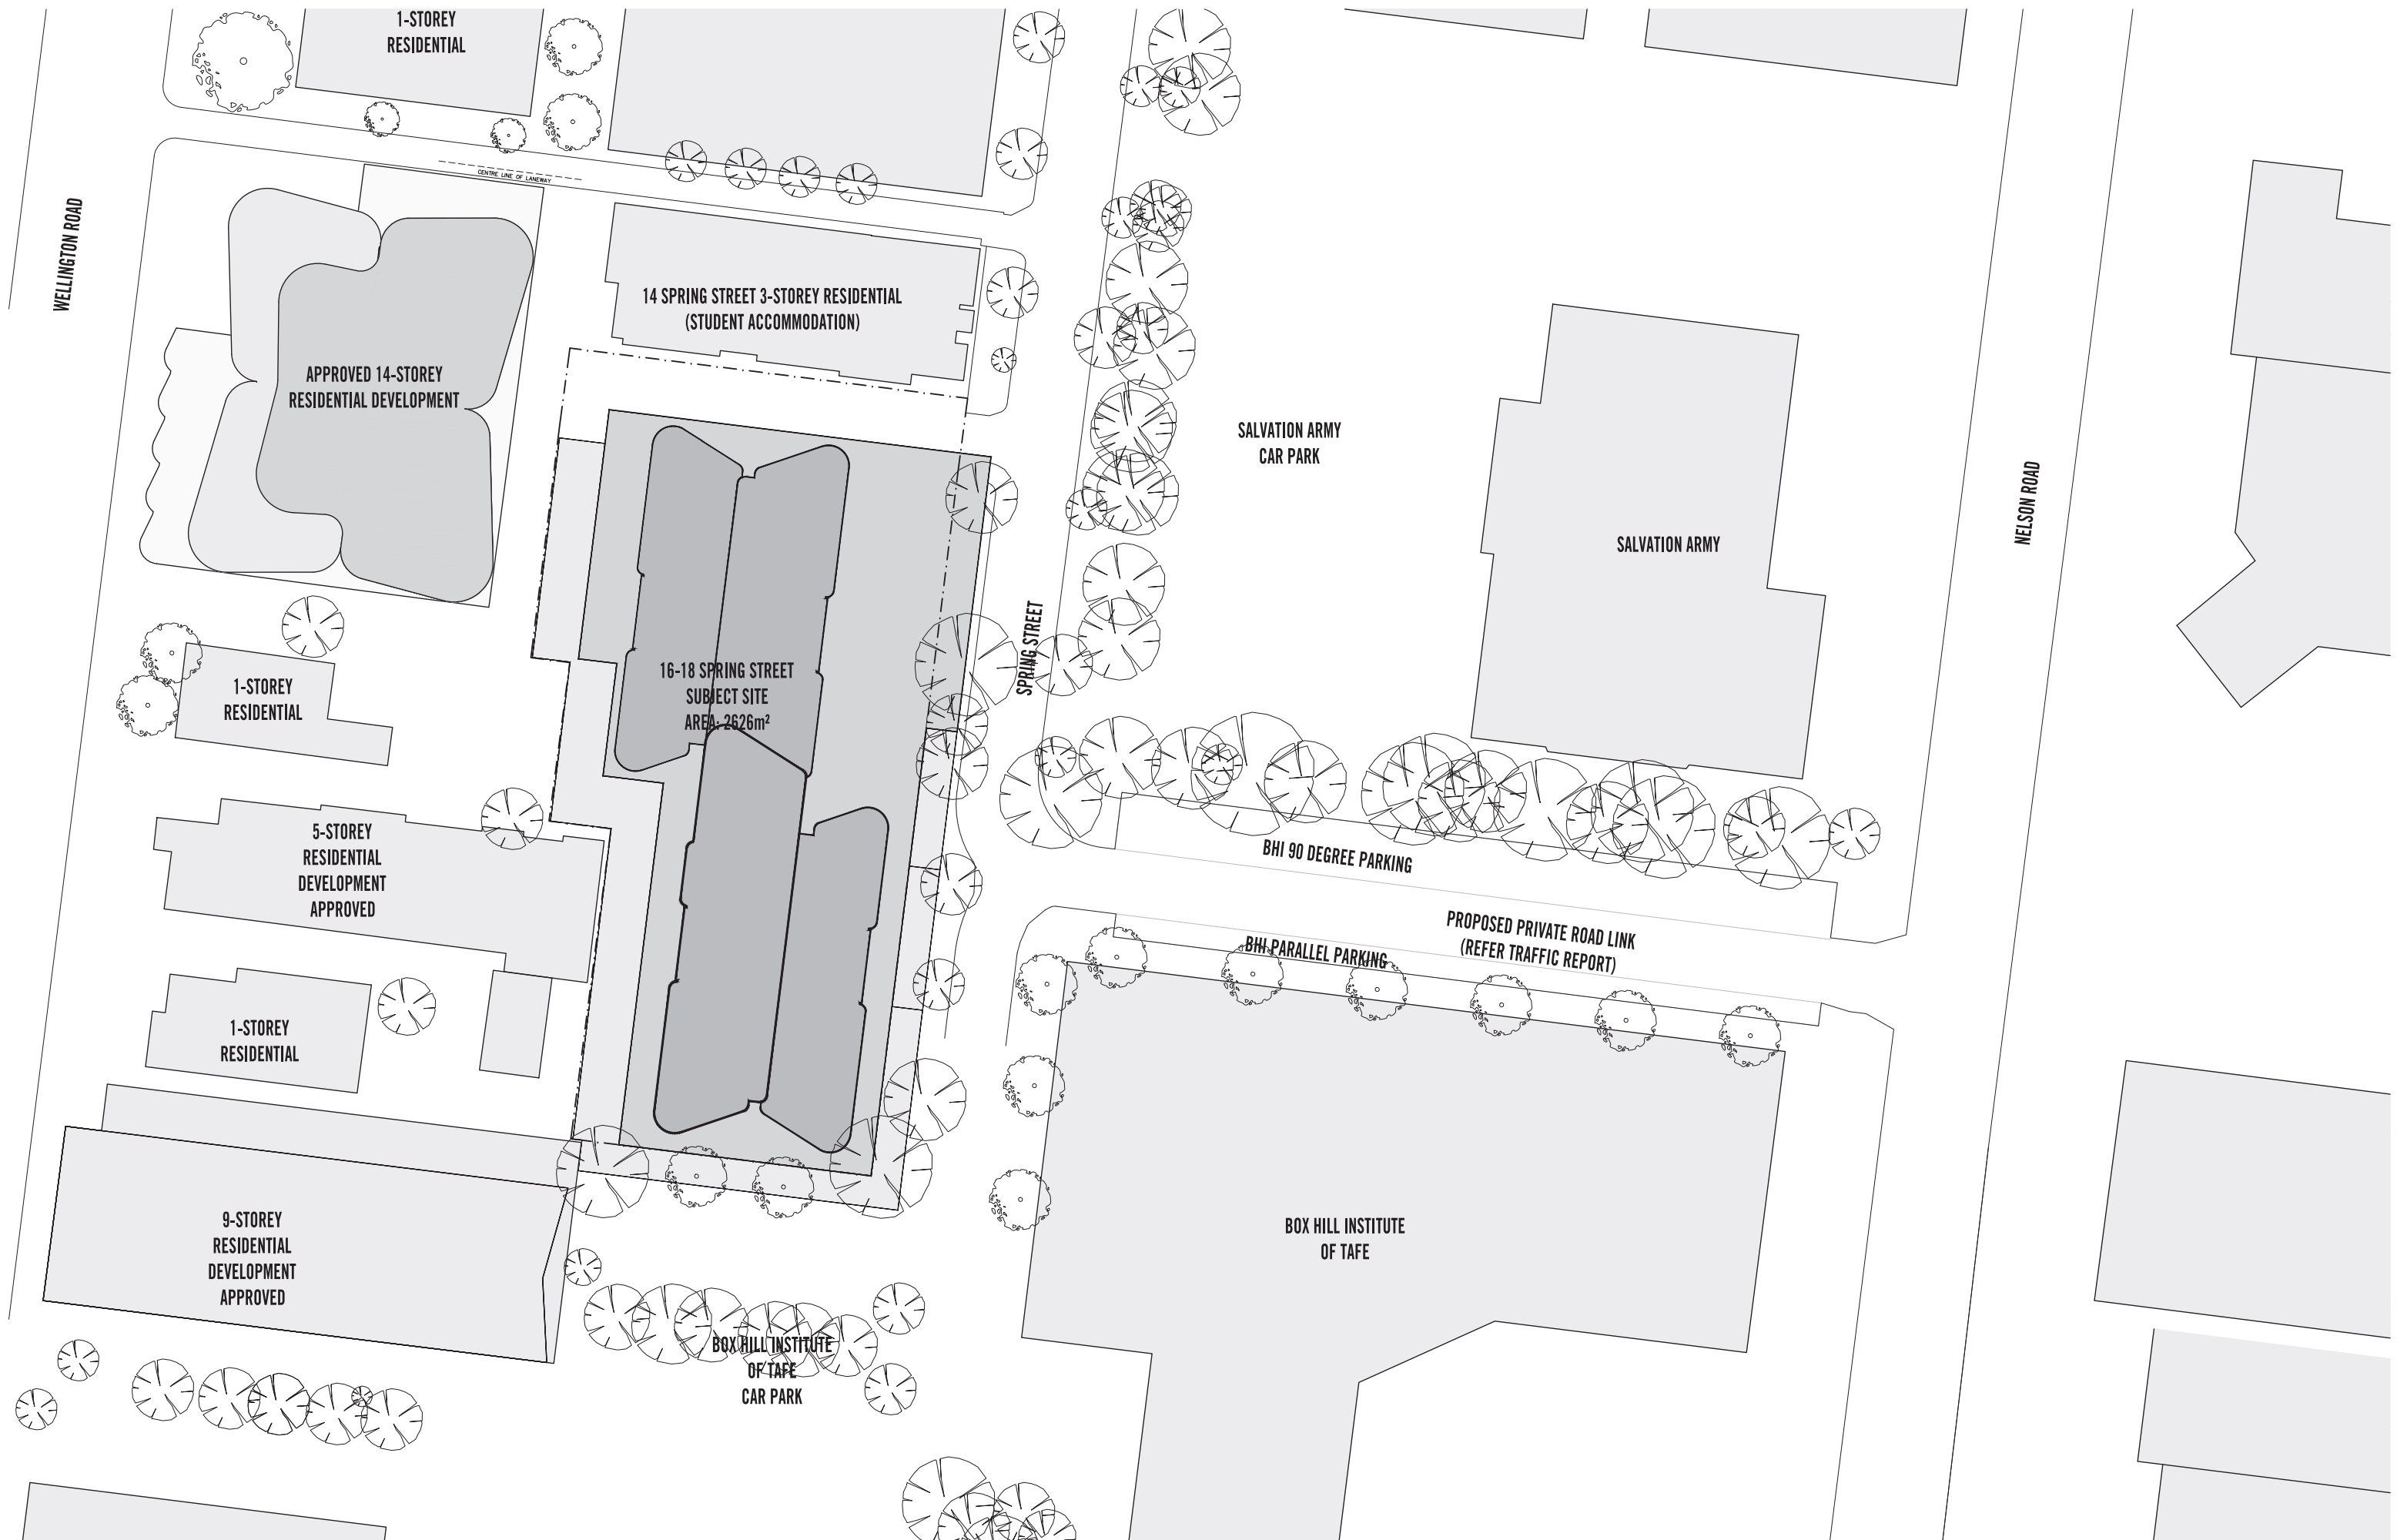 1-STOREY
RESIDENTIAL
CENTRE LINE OF LANEWAY
WELLINGTON ROAD
14 SPRING STREET 3-STOREY RESIDENTIAL
(STUDENT ACCOMMODATION)
APPROVED 14-STOREY
RESIDENTIAL DEVELOPMENT
SALVATION ARMY
CAR PARK
SALVATION ARMY
NELSON ROAD
SPRING STREET
16-18 SPRING STREET
SUBJECT SITE
AREA: 2626m²
1-STOREY
RESIDENTIAL
5-STOREY
RESIDENTIAL
DEVELOPMENT
APPROVED
BHI 90 DEGREE PARKING
PROPOSED PRIVATE ROAD LINK
(REFER TRAFFIC REPORT)
BHI PARALLEL PARKING
1-STOREY
RESIDENTIAL
9-STOREY
RESIDENTIAL
DEVELOPMENT
APPROVED
BOX HILL INSTITUTE
OF TAFE
BOX HILL INSTITUTE
OF TAFE
CAR PARK